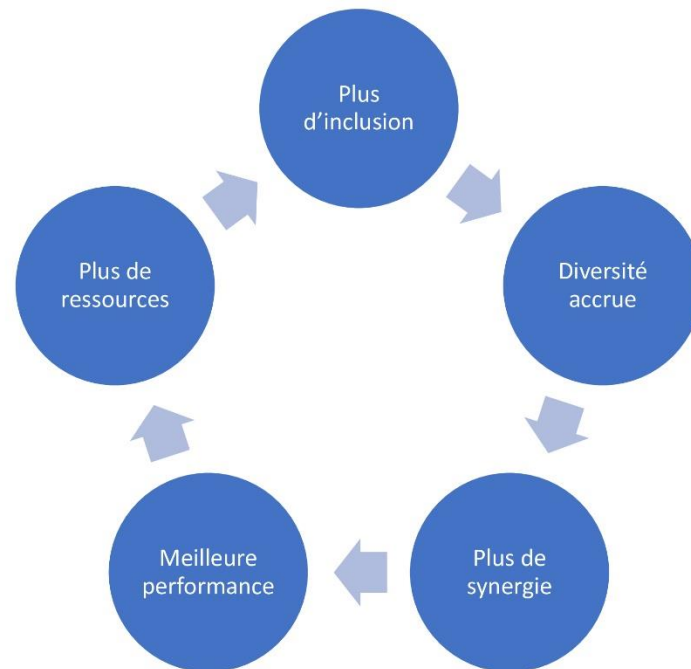 Plus
d’inclusion
Diversité
accrue
Plus de
synergie
Meilleure
performance
Plus de
ressources